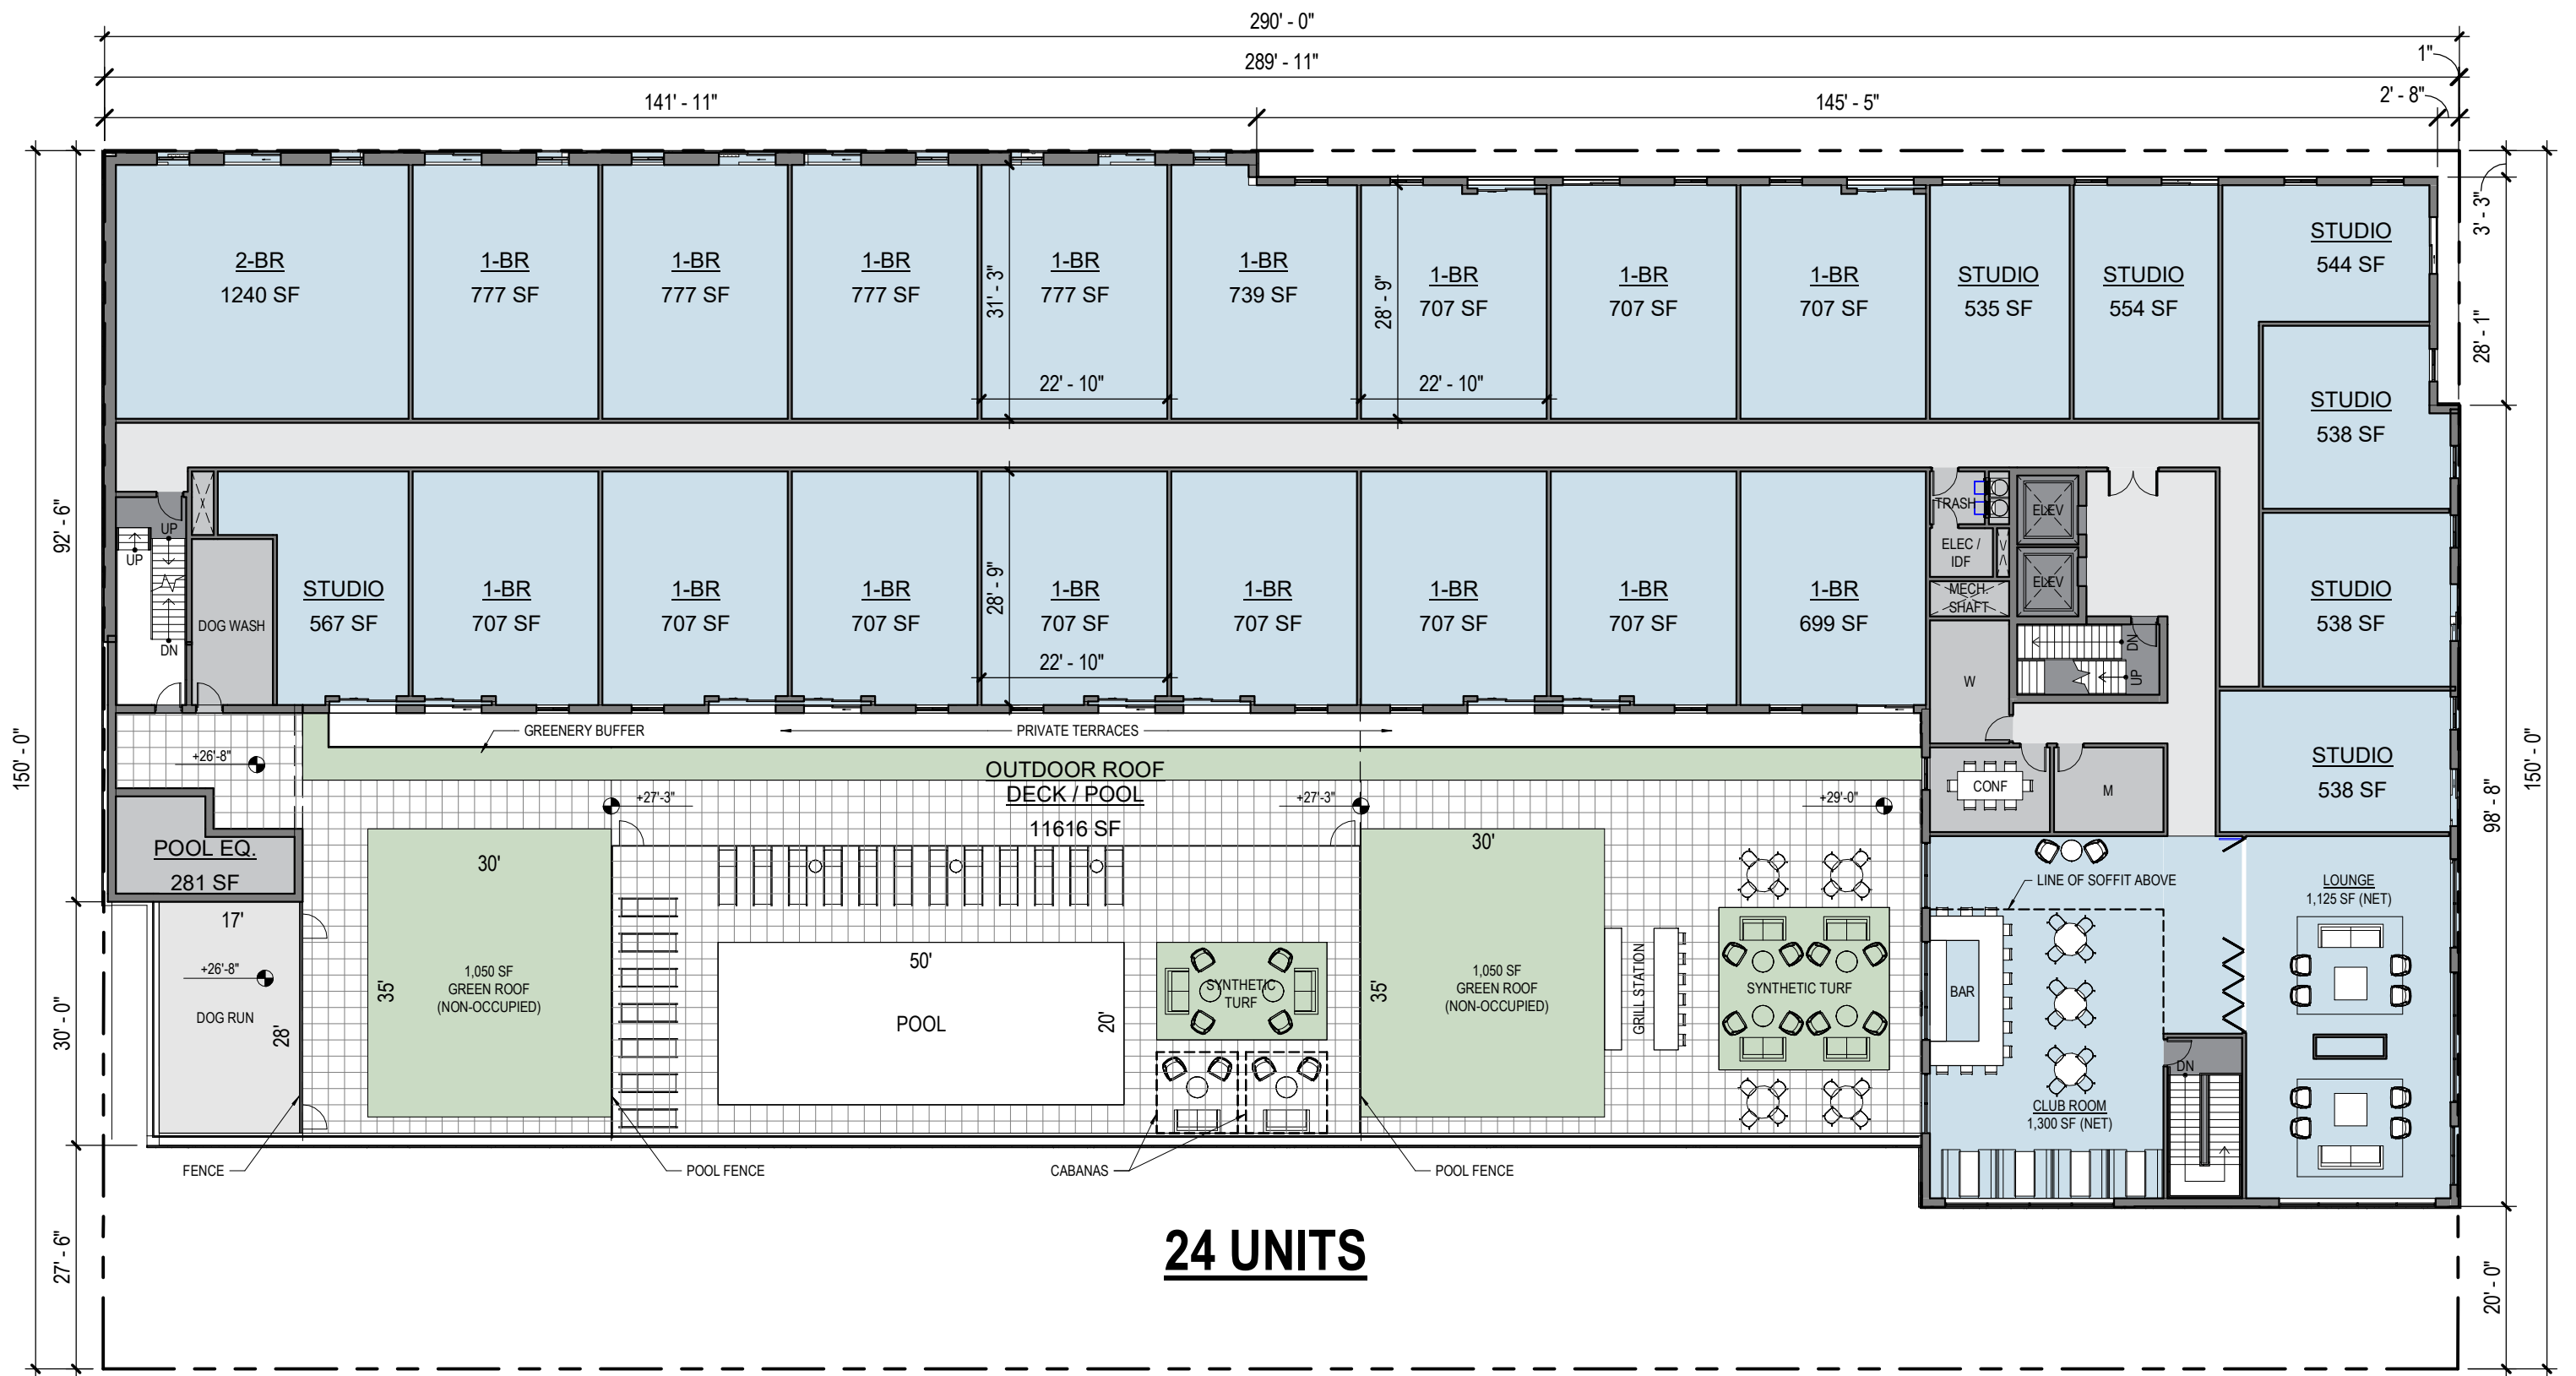 290' - 0"
289' - 11"
1"
141' - 11"
145' - 5"
2' - 8"
3' - 3"
28' - 1"
98' - 8"
20' - 0"
150' - 0"
150' - 0"
92' - 6"
30' - 0"
27' - 6"
2-BR
1240 SF
1-BR
777 SF
1-BR
777 SF
1-BR
777 SF
31' - 3"
1-BR
777 SF
22' - 10"
1-BR
739 SF
28' - 9"
1-BR
707 SF
22' - 10"
1-BR
707 SF
1-BR
707 SF
STUDIO
535 SF
STUDIO
554 SF
STUDIO
544 SF
STUDIO
538 SF
STUDIO
538 SF
STUDIO
538 SF
UP
UP
DN
DOG WASH
STUDIO
567 SF
1-BR
707 SF
1-BR
707 SF
1-BR
707 SF
28' - 9"
1-BR
707 SF
22' - 10"
1-BR
707 SF
1-BR
707 SF
1-BR
707 SF
1-BR
699 SF
TRASH
ELEC /
IDF
MECH.
SHAFT
ELEV
ELEV
DN
UP
W
CONF
M
GREENERY BUFFER
PRIVATE TERRACES
+26'-8"
OUTDOOR ROOF
DECK / POOL
11616 SF
+27'-3"
+27'-3"
+29'-0"
POOL EQ.
281 SF
17'
+26'-8"
DOG RUN
28'
30'
35'
1,050 SF
GREEN ROOF
(NON-OCCUPIED)
50'
POOL
20'
SYNTHETIC
TURF
30'
35'
1,050 SF
GREEN ROOF
(NON-OCCUPIED)
GRILL STATION
SYNTHETIC TURF
LINE OF SOFFIT ABOVE
BAR
CLUB ROOM
1,300 SF (NET)
DN
LOUNGE
1,125 SF (NET)
FENCE
POOL FENCE
CABANAS
POOL FENCE
24 UNITS